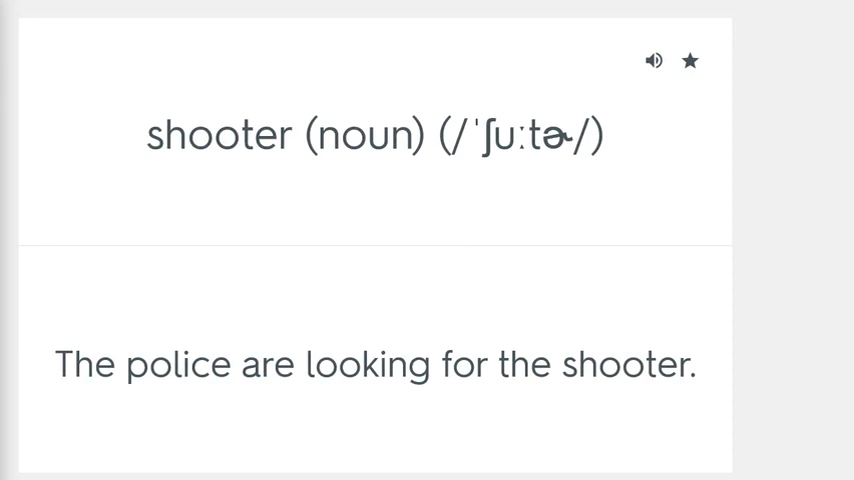 shooter (noun) (/ˈʃuːtɚ/)
The police are looking for the shooter.